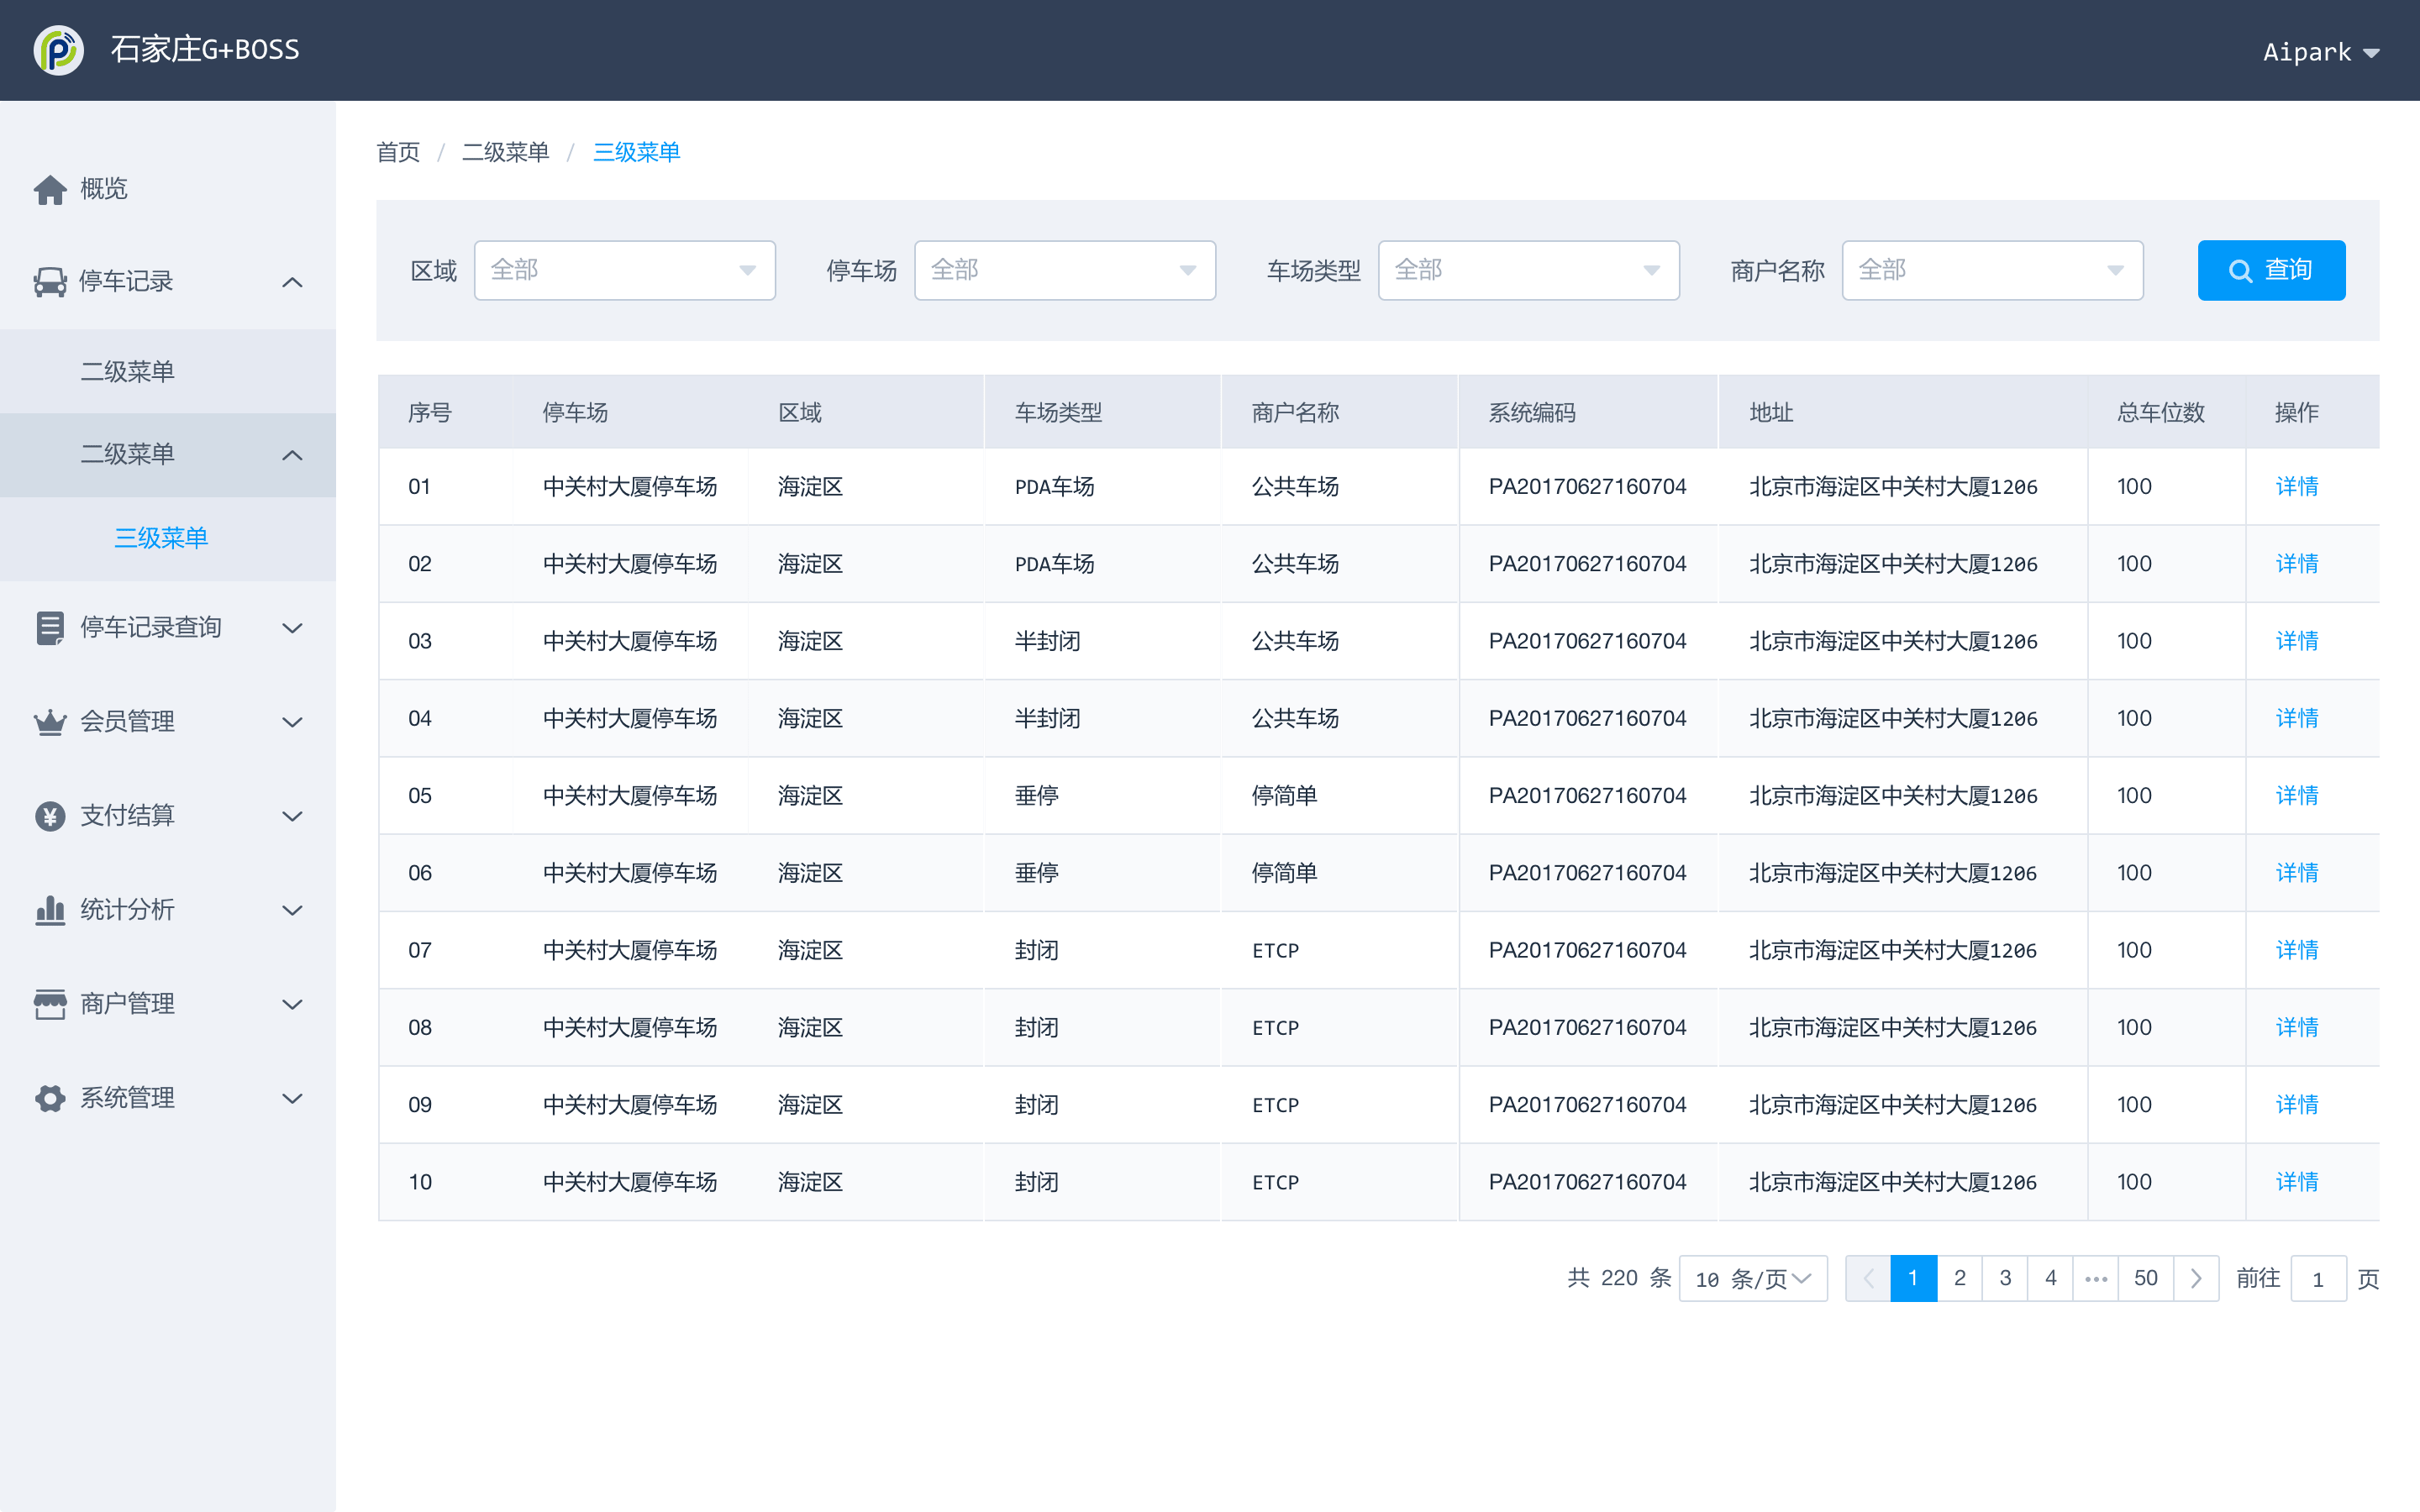 石家庄G+BOSS
Aipark
概览
停车记录
二级菜单
二级菜单
三级菜单
停车记录查询
会员管理
支付结算
统计分析
商户管理
系统管理
首页 / 二级菜单 / 三级菜单
区域 全部 停车场 全部 车场类型 全部 商户名称 全部 查询
序号 停车场 区域 车场类型 商户名称 系统编码 地址 总车位数 操作
01 中关村大厦停车场 海淀区 PDA车场 公共车场 PA20170627160704 北京市海淀区中关村大厦1206 100 详情
02 中关村大厦停车场 海淀区 PDA车场 公共车场 PA20170627160704 北京市海淀区中关村大厦1206 100 详情
03 中关村大厦停车场 海淀区 半封闭 公共车场 PA20170627160704 北京市海淀区中关村大厦1206 100 详情
04 中关村大厦停车场 海淀区 半封闭 公共车场 PA20170627160704 北京市海淀区中关村大厦1206 100 详情
05 中关村大厦停车场 海淀区 垂停 停简单 PA20170627160704 北京市海淀区中关村大厦1206 100 详情
06 中关村大厦停车场 海淀区 垂停 停简单 PA20170627160704 北京市海淀区中关村大厦1206 100 详情
07 中关村大厦停车场 海淀区 封闭 ETCP PA20170627160704 北京市海淀区中关村大厦1206 100 详情
08 中关村大厦停车场 海淀区 封闭 ETCP PA20170627160704 北京市海淀区中关村大厦1206 100 详情
09 中关村大厦停车场 海淀区 封闭 ETCP PA20170627160704 北京市海淀区中关村大厦1206 100 详情
10 中关村大厦停车场 海淀区 封闭 ETCP PA20170627160704 北京市海淀区中关村大厦1206 100 详情
共 220 条 10 条/页 1 2 3 4 ••• 50 前往 1 页